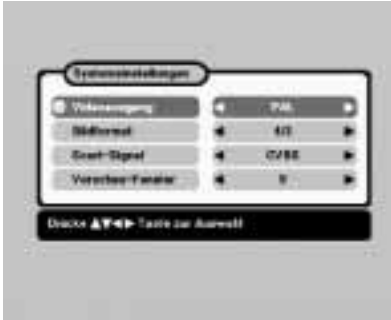 Systemeinstellungen
Videoausgang PAL
Bildformat 4/3
Scart-Signal CVBS
Vorschau-Fenster
Drücke ▲▼◀▶ Taste zur Auswahl